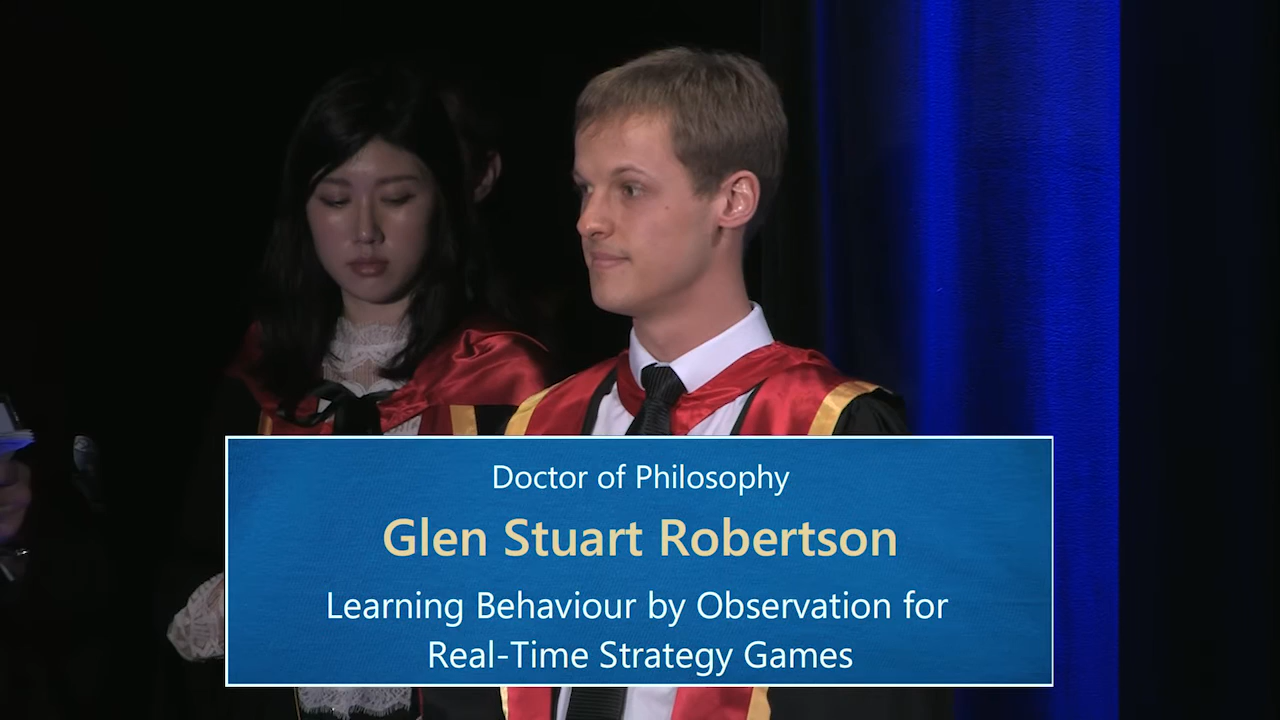 Doctor of Philosophy
Glen Stuart Robertson
Learning Behaviour by Observation for
Real-Time Strategy Games